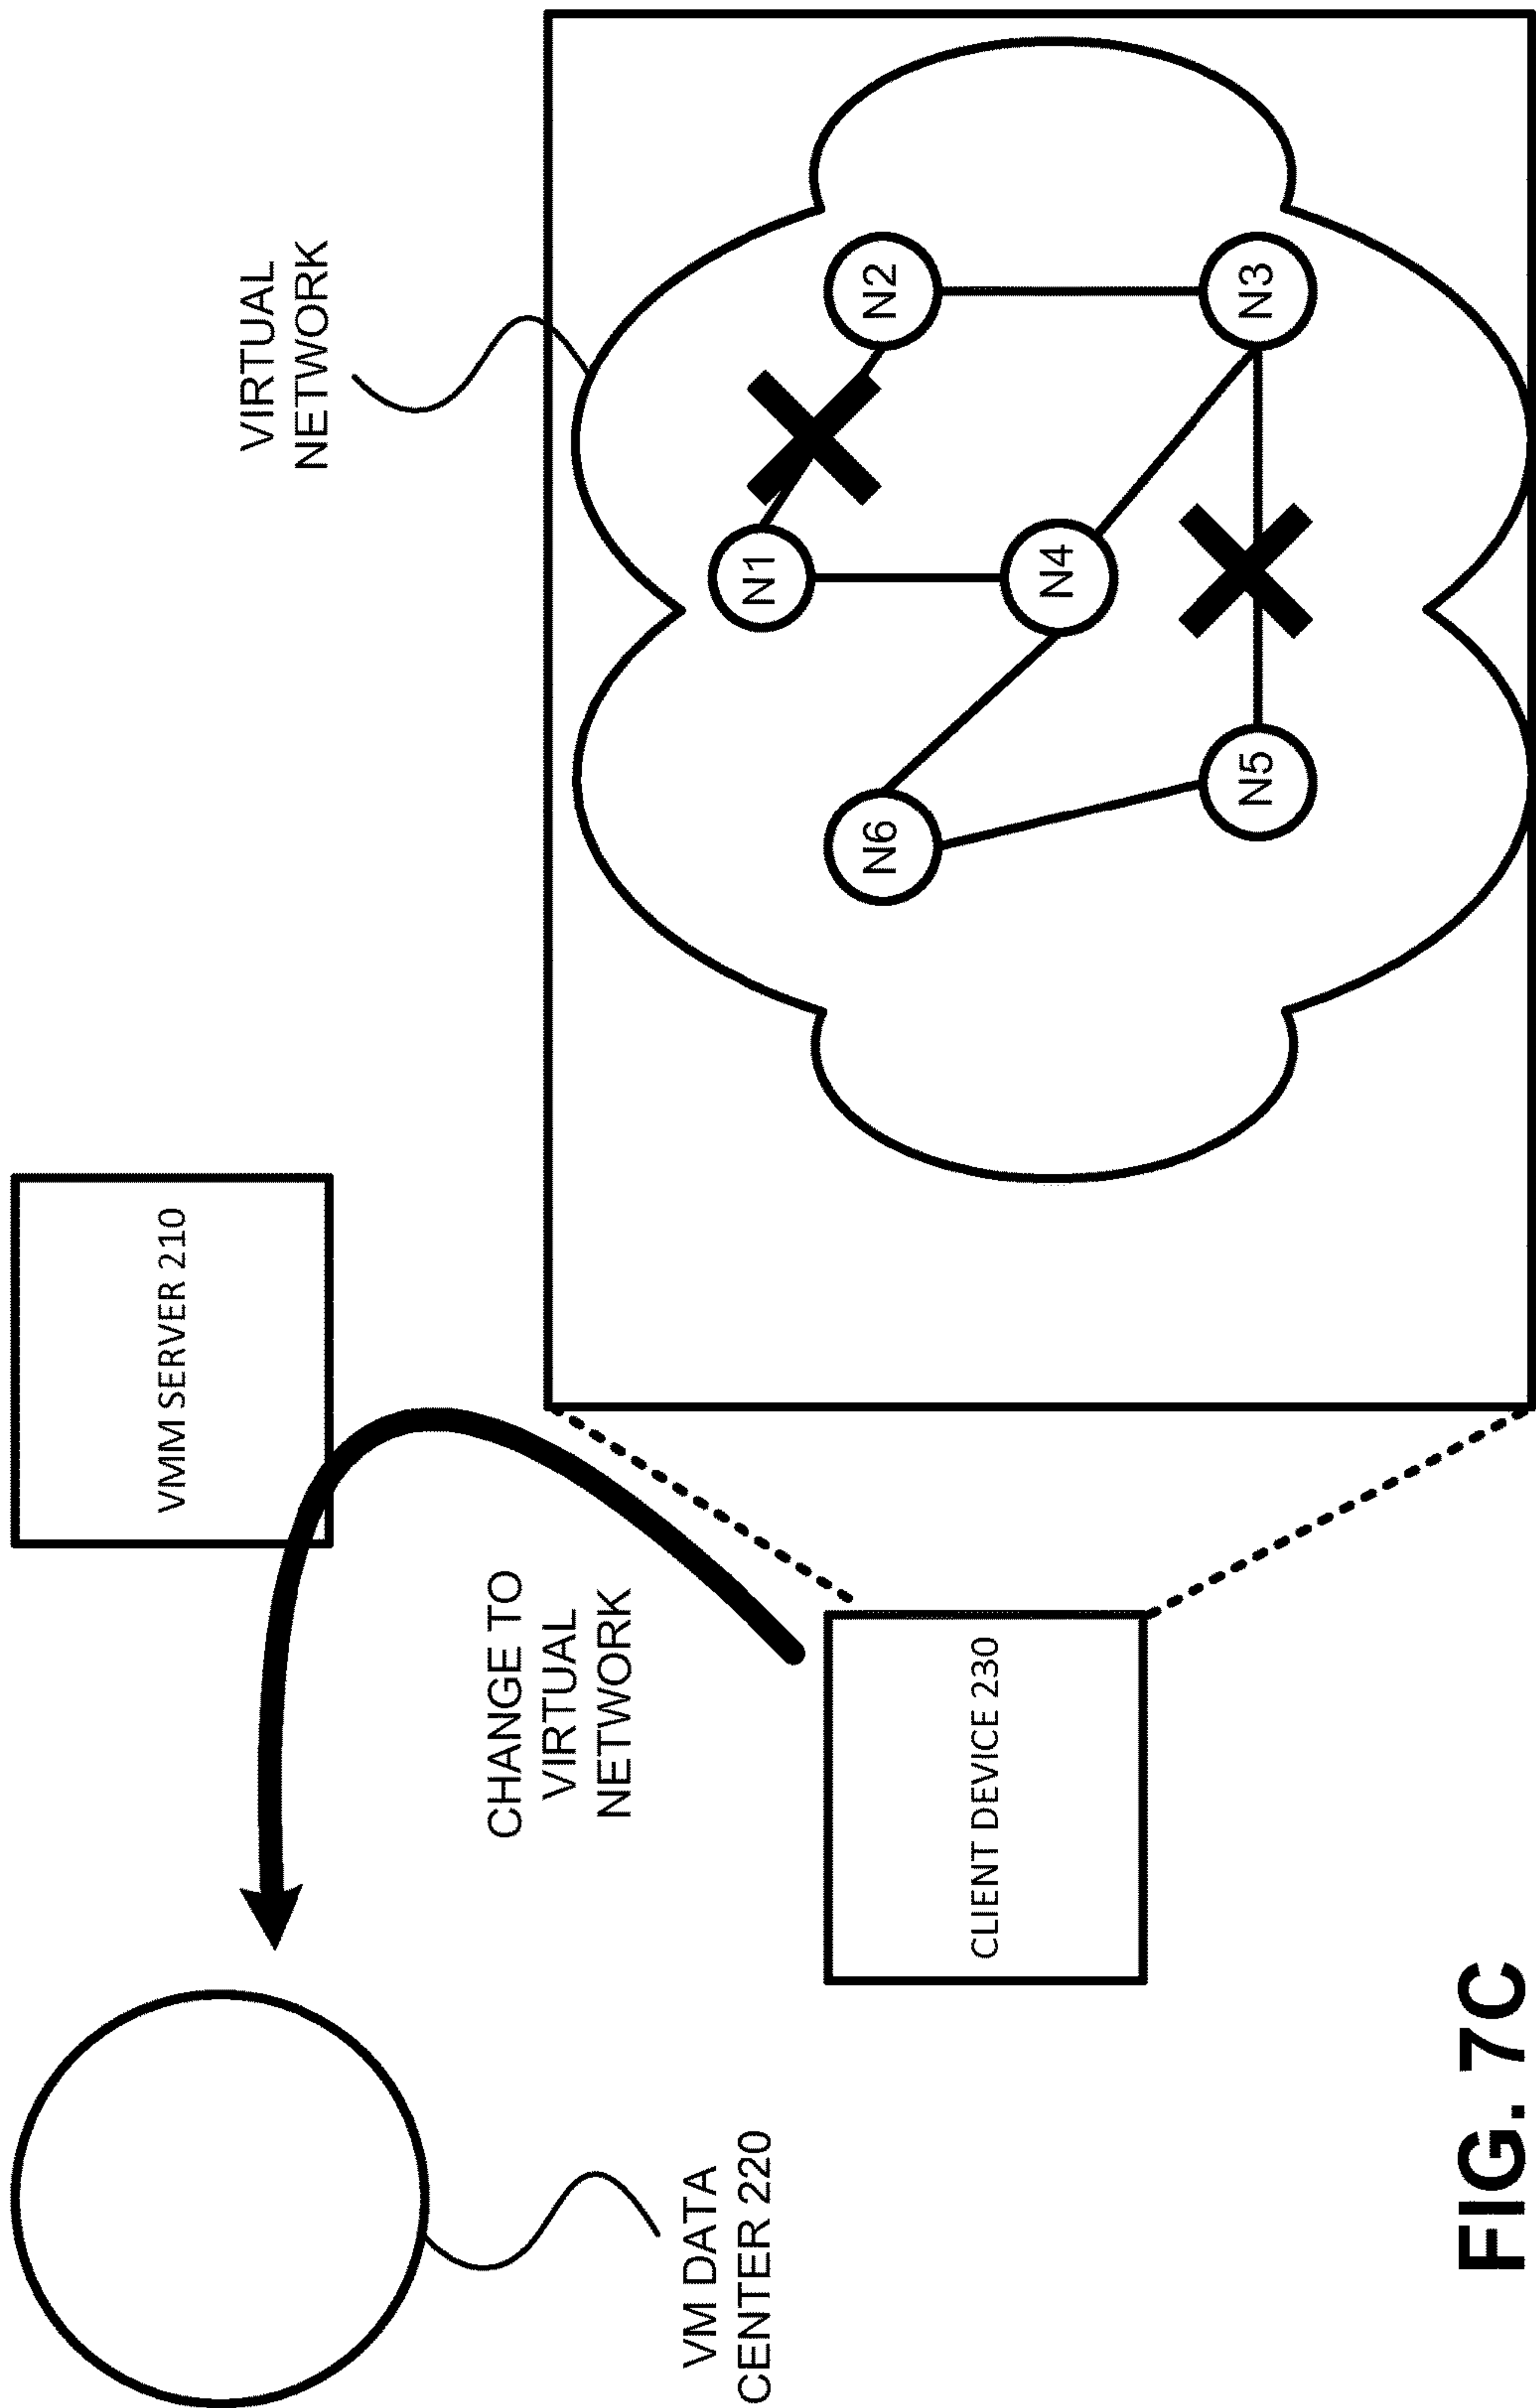 VM DATA
CENTER 220
VMM SERVER 210
CHANGE TO
VIRTUAL
NETWORK
VIRTUAL
NETWORK
CLIENT DEVICE 230
N1
N2
N6
N4
N5
N3
FIG. 7C